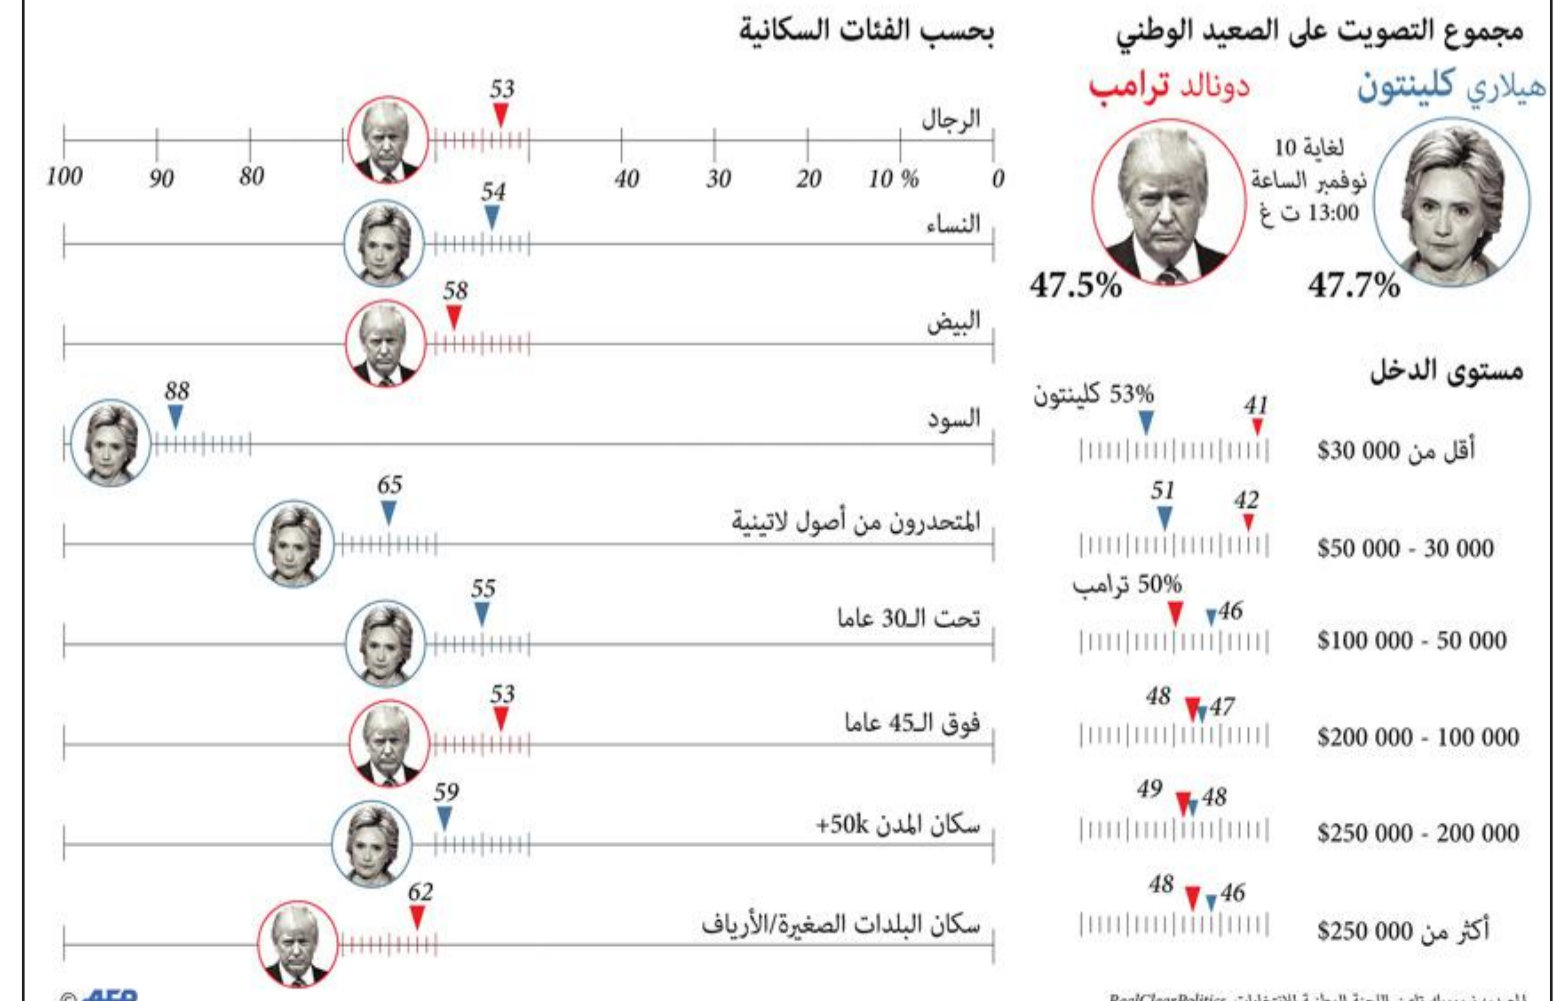 مجموع التصويت على الصعيد الوطني
هيلاري كلينتون
دونالد ترامب
لغاية 10
نوفمبر الساعة
13:00 ت غ
47.7%
47.5%
مستوى الدخل
53% كلينتون
41
أقل من 000 30$
51
42
$50 000 - 30 000
50% ترامب
46
$100 000 - 50 000
48
47
$200 000 - 100 000
49
48
$250 000 - 200 000
48
46
أكثر من 000 250$
بحسب الفئات السكانية
53
الرجال
100 90 80 40 30 20 10 % 0
54
النساء
58
البيض
88
السود
65
المتحدرون من أصول لاتينية
55
تحت الـ30 عاما
53
فوق الـ45 عاما
59
سكان المدن 50k+
62
سكان البلدات الصغيرة/الأرياف
© AFP
RealClearPolitics